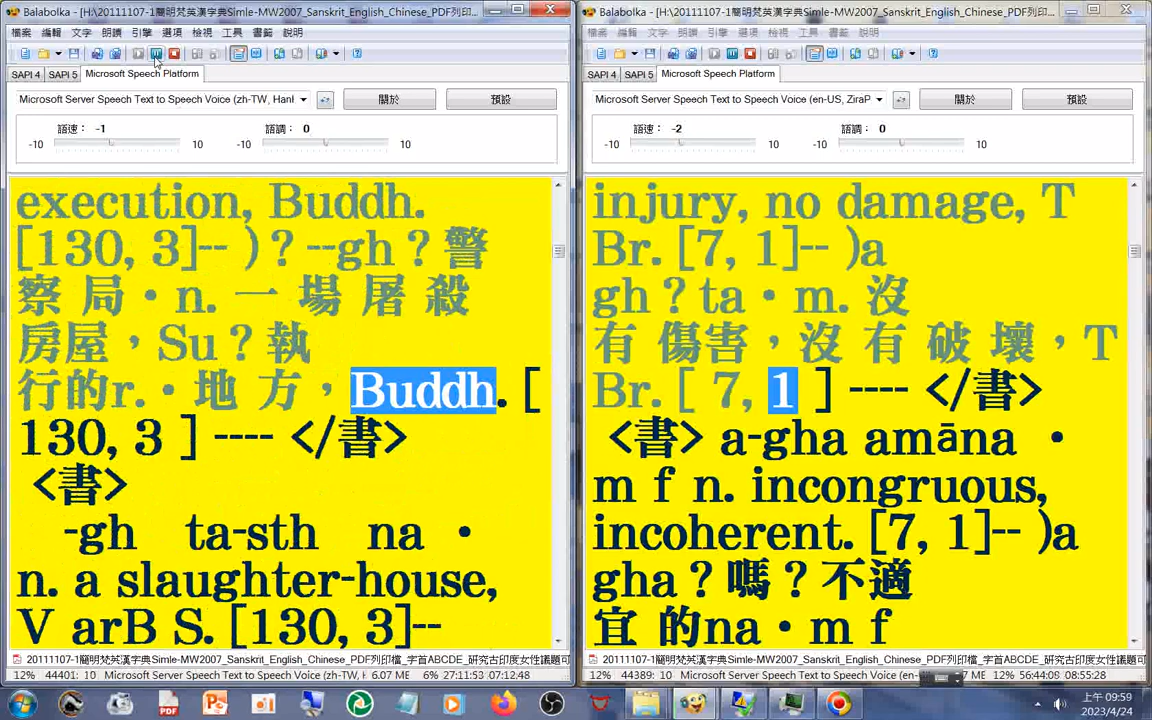 Balabolka - [H:\20111107-1簡明梵英漢字典Simle-MW2007_Sanskrit_English_Chinese_PDF列印...
檔案 編輯 文字 朗讀 引擎 選項 檢視 工具 書籤 說明
SAPI 4 SAPI 5 Microsoft Speech Platform
Microsoft Server Speech Text to Speech Voice (zh-TW, Hanl 關於 預設
語速： -1 語調： 0
-10 10 -10 10
execution, Buddh.
[130, 3]-- )？--gh？警
察 局‧n. 一 場 屠 殺
房屋，Su？執
行的r.‧地 方，Buddh. [
130, 3 ] ---- </書>
<書>
-gh ta-sth na ‧
n. a slaughter-house,
V arB S. [130, 3]--
20111107-1簡明梵英漢字典Simle-MW2007_Sanskrit_English_Chinese_PDF列印檔_字首ABCDE_研究古印度女性議題可
12% 44401: 10 Microsoft Server Speech Text to Speech Voice (zh-TW, H 6.07 ME 6% 27:11:53 07:12:48
Balabolka - [H:\20111107-1簡明梵英漢字典Simle-MW2007_Sanskrit_English_Chinese_PDF列印...
檔案 編輯 文字 朗讀 引擎 選項 檢視 工具 書籤 說明
SAPI 4 SAPI 5 Microsoft Speech Platform
Microsoft Server Speech Text to Speech Voice (en-US, ZiraP 關於 預設
語速： -2 語調： 0
-10 10 -10 10
injury, no damage, T
Br. [7, 1]-- )a
gh？ta‧m. 沒
有 傷害，沒 有 破 壞，T
Br. [ 7, 1 ] ---- </書>
<書> a-gha amāna ‧
m f n. incongruous,
incoherent. [7, 1]-- )a
gha？嗎？不適
宜 的na‧m f
20111107-1簡明梵英漢字典Simle-MW2007_Sanskrit_English_Chinese_PDF列印檔_字首ABCDE_研究古印度女性議題可
12% 44389: 10 Microsoft Server Speech Text to Speech Voice 12% 56:44:08 08:55:28
上午 09:59
2023/4/24